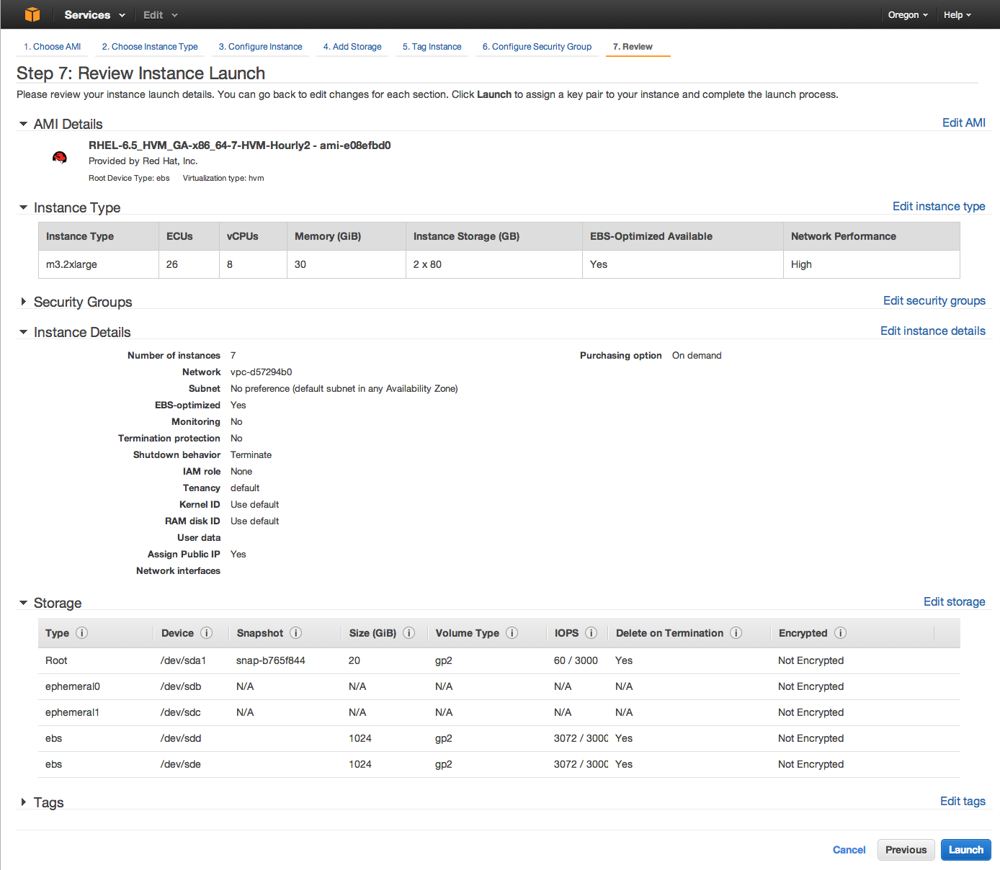 Services Edit Oregon Help
1. Choose AMI 2. Choose Instance Type 3. Configure Instance 4. Add Storage 5. Tag Instance 6. Configure Security Group 7. Review
Step 7: Review Instance Launch
Please review your instance launch details. You can go back to edit changes for each section. Click Launch to assign a key pair to your instance and complete the launch process.
AMI Details Edit AMI
RHEL-6.5_HVM_GA-x86_64-7-HVM-Hourly2 - ami-e08efbd0
Provided by Red Hat, Inc.
Root Device Type: ebs Virtualization type: hvm
Instance Type Edit instance type
Instance Type ECUs vCPUs Memory (GiB) Instance Storage (GB) EBS-Optimized Available Network Performance
m3.2xlarge 26 8 30 2 x 80 Yes High
Security Groups Edit security groups
Instance Details Edit instance details
Number of instances 7 Purchasing option On demand
Network vpc-d57294b0
Subnet No preference (default subnet in any Availability Zone)
EBS-optimized Yes
Monitoring No
Termination protection No
Shutdown behavior Terminate
IAM role None
Tenancy default
Kernel ID Use default
RAM disk ID Use default
User data
Assign Public IP Yes
Network interfaces
Storage Edit storage
Type i Device i Snapshot i Size (GiB) i Volume Type i IOPS i Delete on Termination i Encrypted i
Root /dev/sda1 snap-b765f844 20 gp2 60 / 3000 Yes Not Encrypted
ephemeral0 /dev/sdb N/A N/A N/A N/A N/A Not Encrypted
ephemeral1 /dev/sdc N/A N/A N/A N/A N/A Not Encrypted
ebs /dev/sdd 1024 gp2 3072 / 3000 Yes Not Encrypted
ebs /dev/sde 1024 gp2 3072 / 3000 Yes Not Encrypted
Tags Edit tags
Cancel Previous Launch